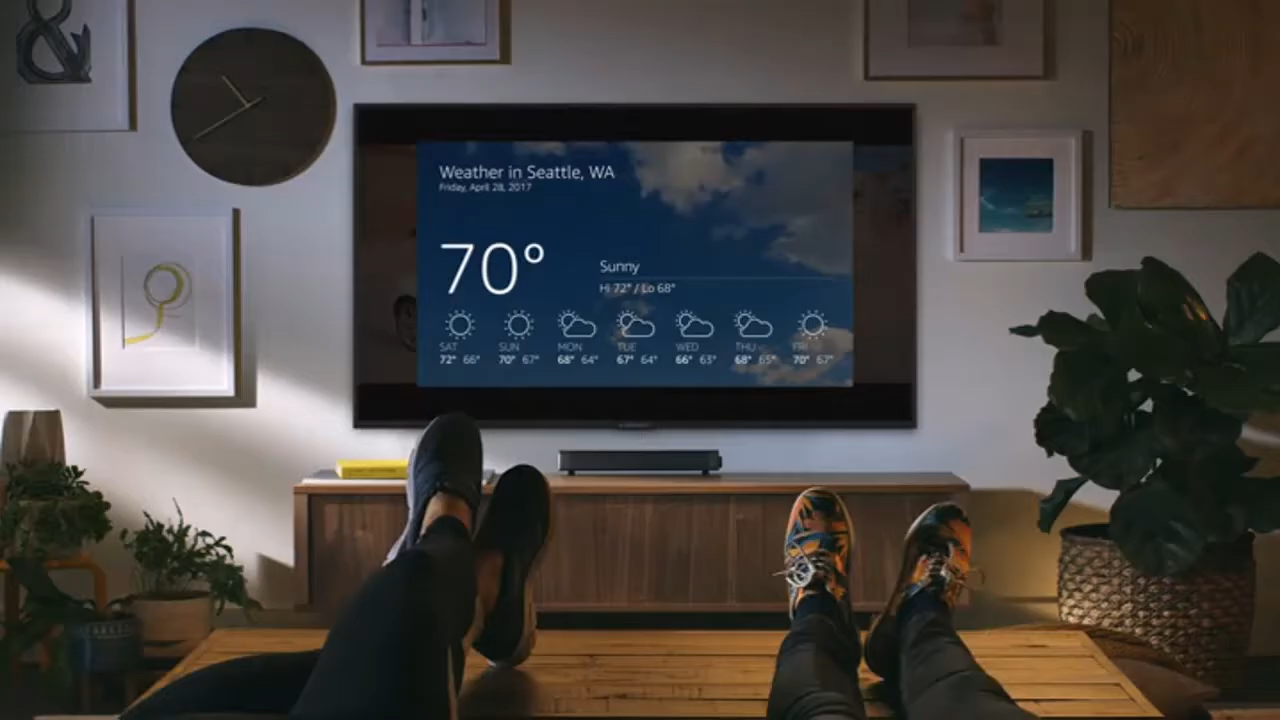 &
Weather in Seattle, WA
Friday, April 28, 2017
70°
Sunny
Hi 72° / Lo 68°
SAT SUN MON TUE WED THU FRI
72° 66° 70° 67° 68° 64° 67° 64° 66° 63° 68° 65° 70° 67°